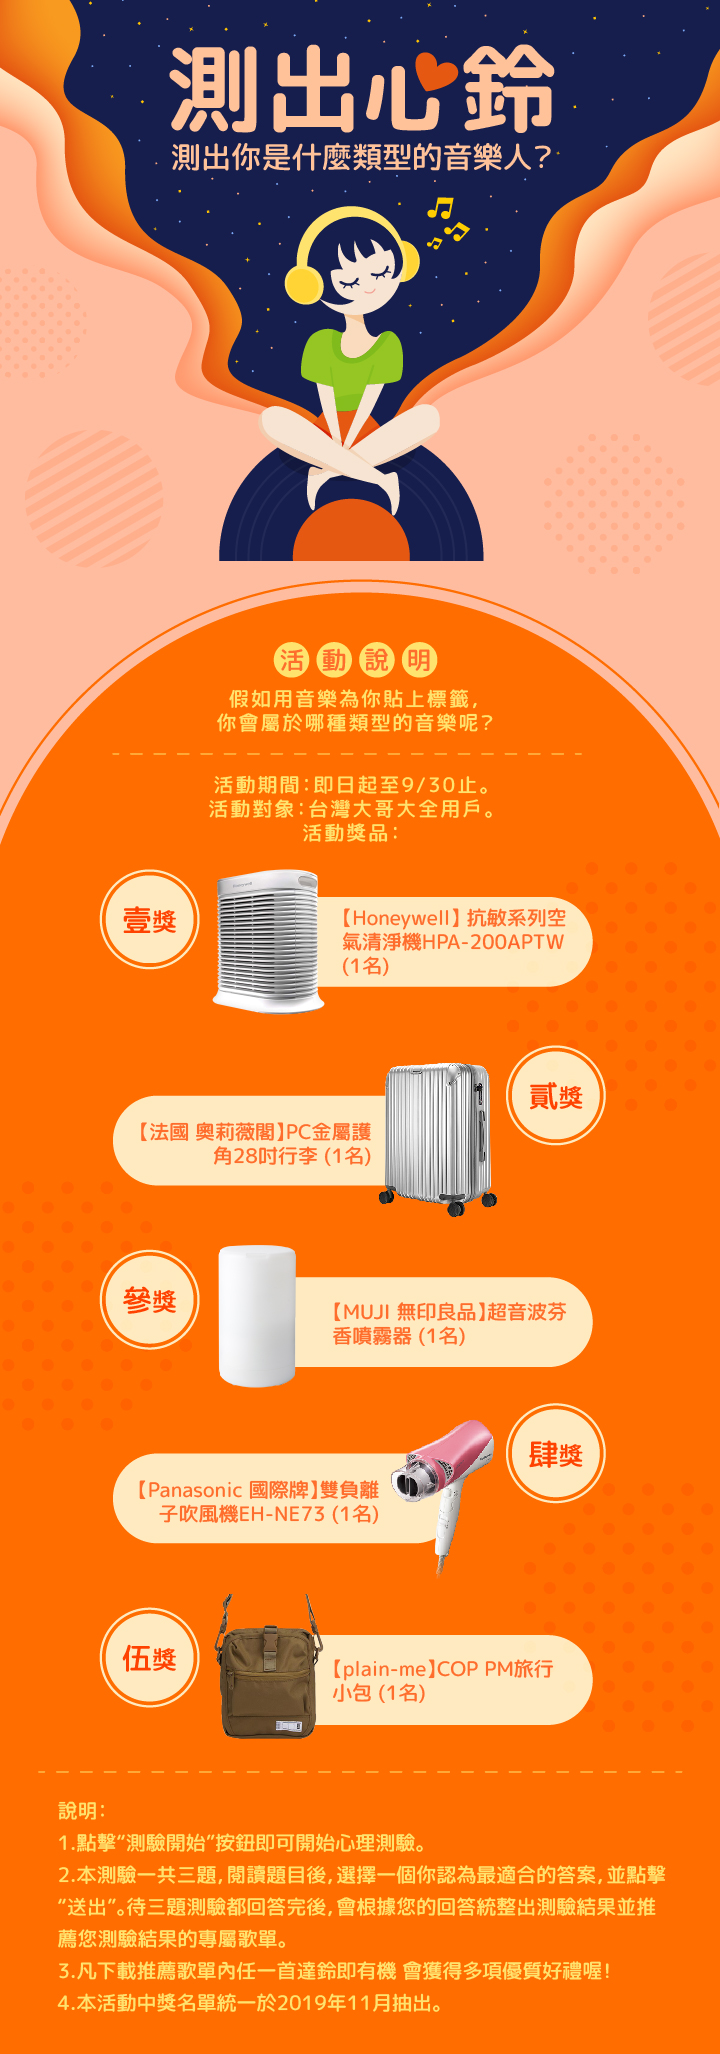 測出心鈴
測出你是什麼類型的音樂人?
活動說明
假如用音樂為你貼上標籤,
你會屬於哪種類型的音樂呢?
活動期間:即日起至9/30止。
活動對象:台灣大哥大全用戶。
活動獎品:
壹獎
【Honeywell】抗敏系列空
氣清淨機HPA-200APTW
(1名)
貳獎
【法國 奧莉薇閣】PC金屬護
角28吋行李 (1名)
參獎
【MUJI 無印良品】超音波芬
香噴霧器 (1名)
肆獎
【Panasonic 國際牌】雙負離
子吹風機EH-NE73 (1名)
伍獎
【plain-me】COP PM旅行
小包 (1名)
說明:
1.點擊“測驗開始”按鈕即可開始心理測驗。
2.本測驗一共三題,閱讀題目後,選擇一個你認為最適合的答案,並點擊
“送出”。待三題測驗都回答完後,會根據您的回答統整出測驗結果並推
薦您測驗結果的專屬歌單。
3.凡下載推薦歌單內任一首達鈴即有機 會獲得多項優質好禮喔!
4.本活動中獎名單統一於2019年11月抽出。